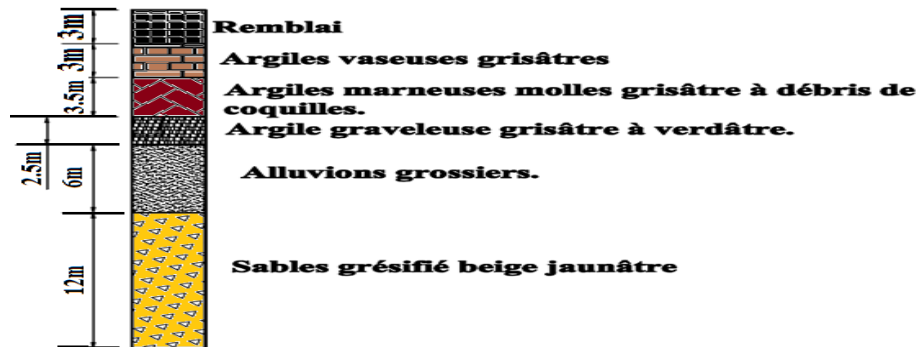 3m
Remblai
3m
Argiles vaseuses grisâtres
3.5m
Argiles marneuses molles grisâtre à débris de
coquilles.
2.5m
Argile graveleuse grisâtre à verdâtre.
6m
Alluvions grossiers.
12m
Sables grésifié beige jaunâtre